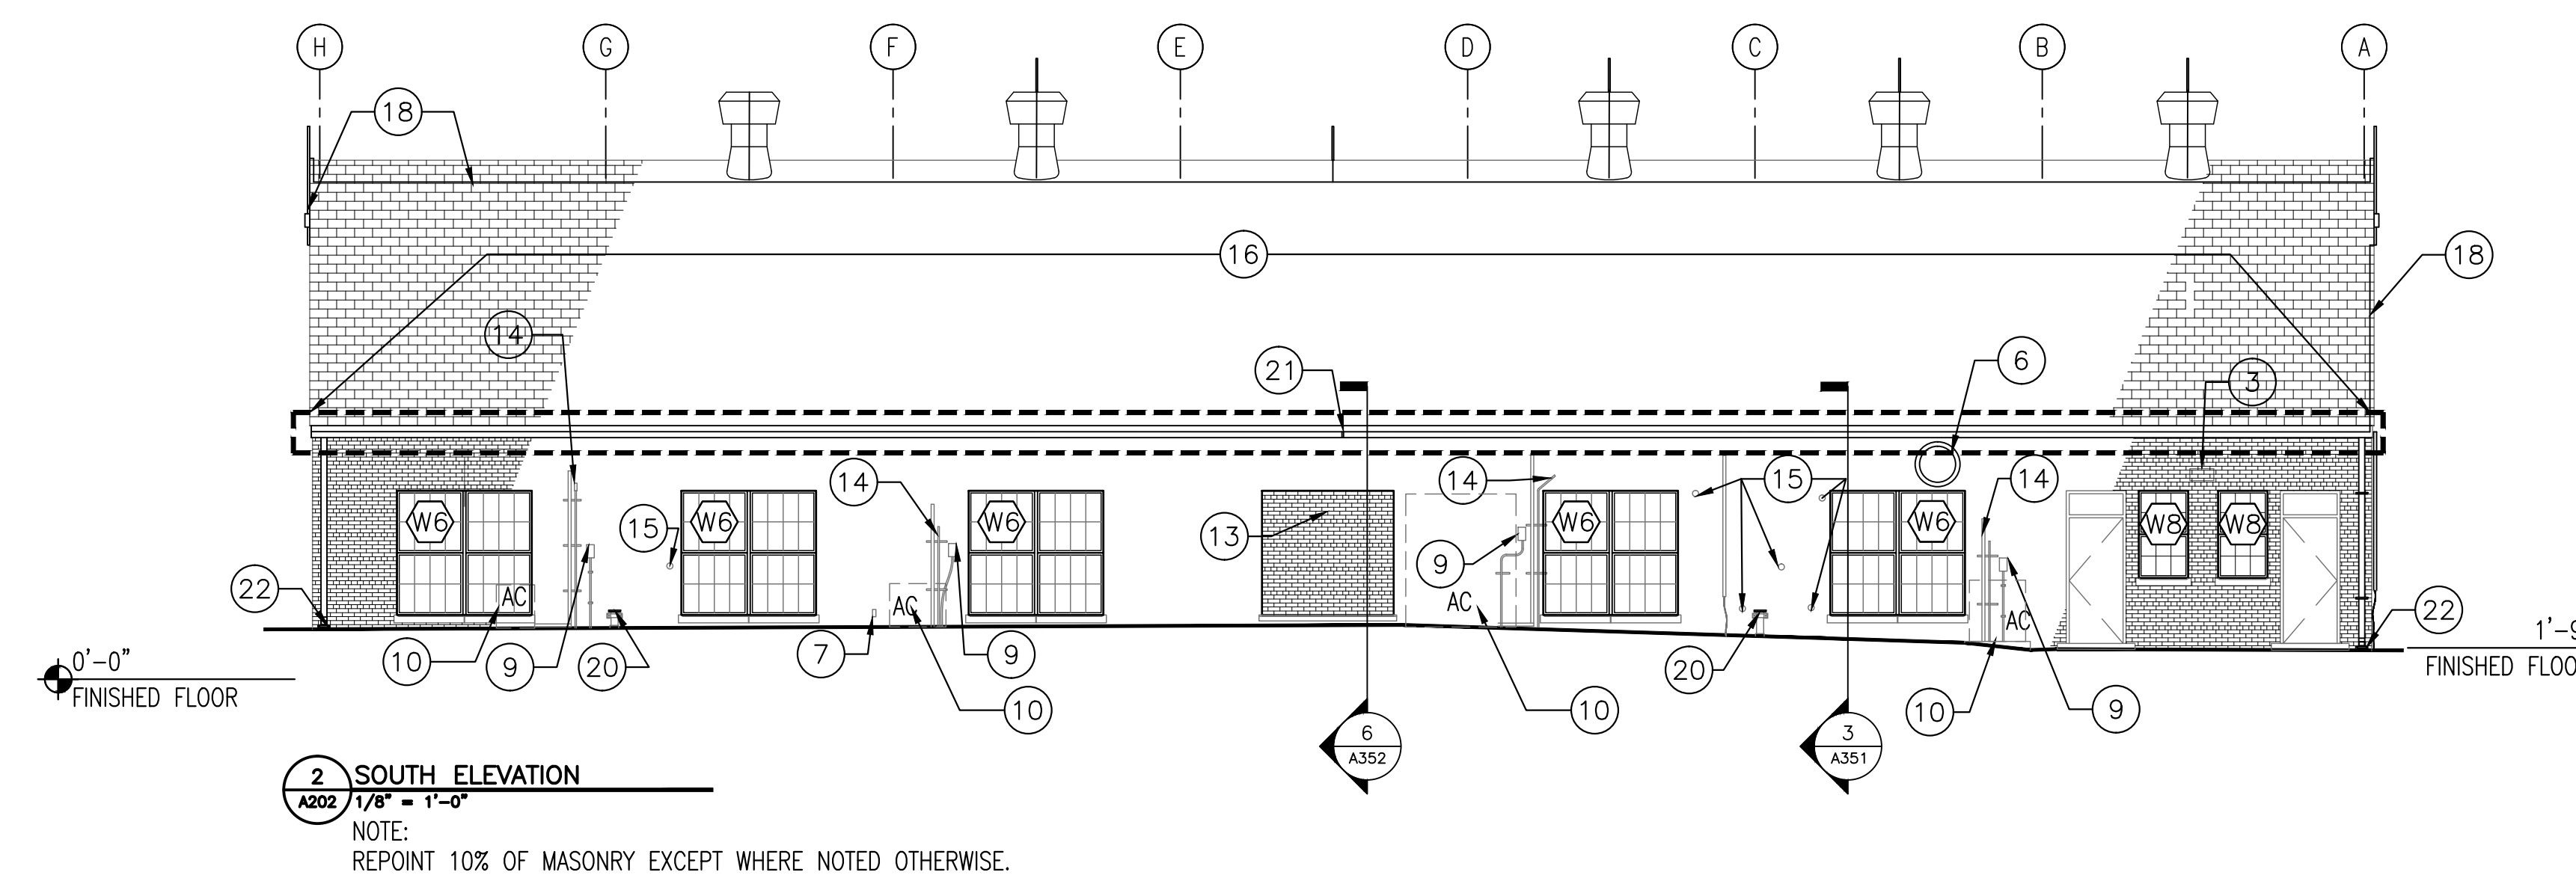 H G F E D C B A
18
16
18
14
21
6
3
14
14
15
14
W6
W6
W6
W6
W6
W8
W8
15
13
9
22
AC
AC
AC
AC
22
10
9
20
7
9
10
10
20
10
9
0'-0"
FINISHED FLOOR
1'-9
FINISHED FLOO
6
A352
3
A351
2
A202
SOUTH ELEVATION
1/8" = 1'-0"
NOTE:
REPOINT 10% OF MASONRY EXCEPT WHERE NOTED OTHERWISE.